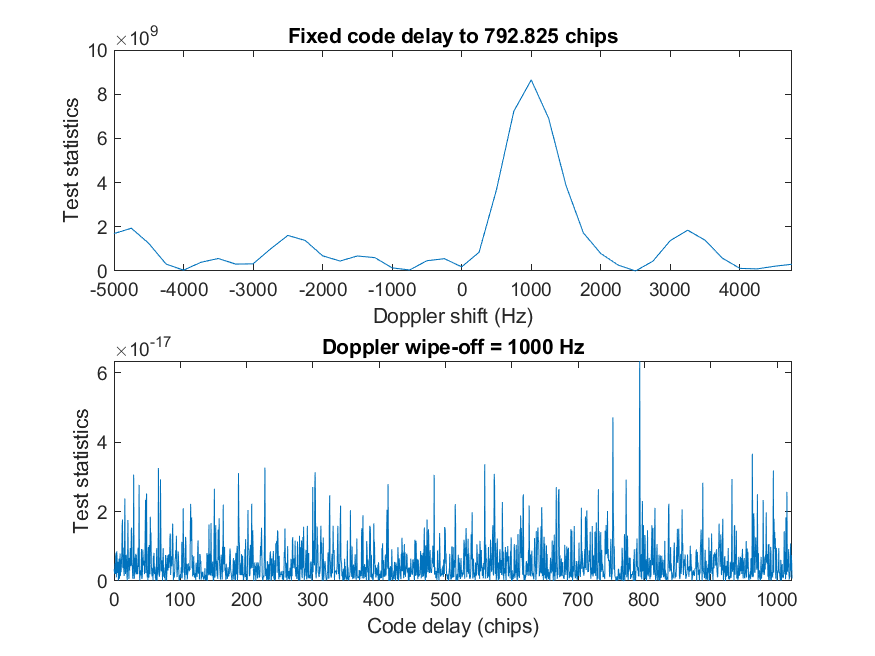 ×10^9
Fixed code delay to 792.825 chips
10
8
6
4
2
0
Test statistics
-5000 -4000 -3000 -2000 -1000 0 1000 2000 3000 4000
Doppler shift (Hz)
×10^-17
Doppler wipe-off = 1000 Hz
6
4
2
0
Test statistics
0 100 200 300 400 500 600 700 800 900 1000
Code delay (chips)